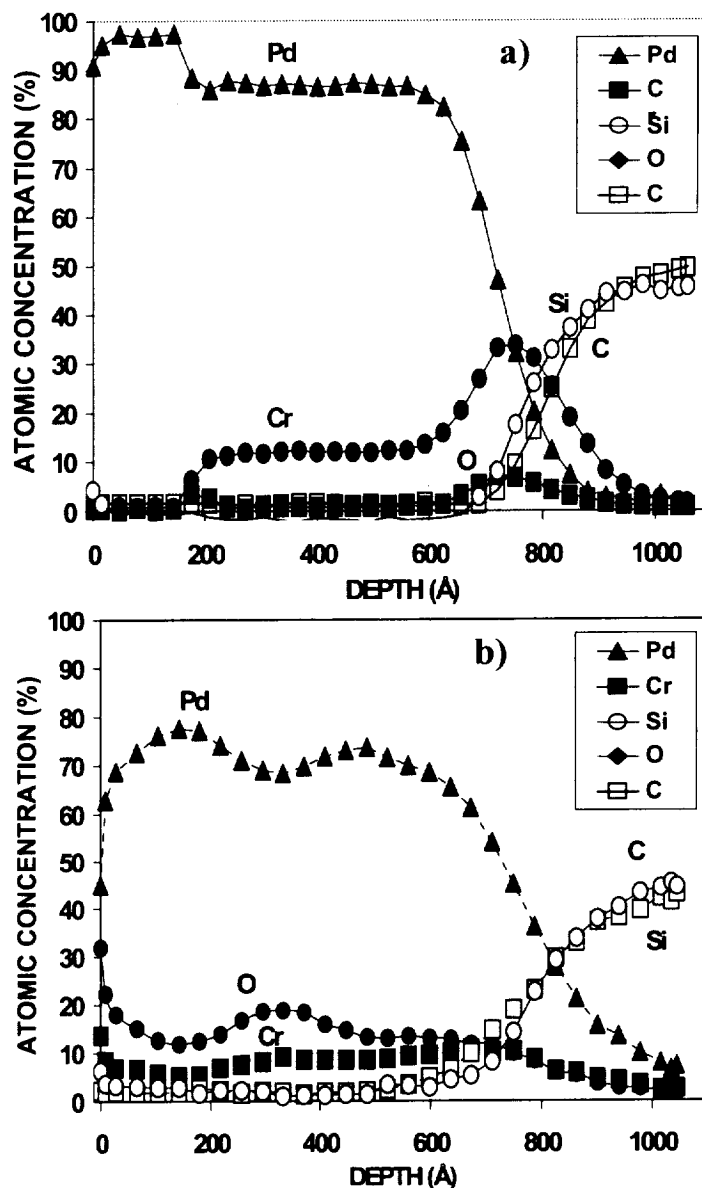 a)
ATOMIC CONCENTRATION (%)
100
90
80
70
60
50
40
30
20
10
0
Pd
Cr
O
Si
C
Pd
C
Si
O
C
0
200
400
600
800
1000
DEPTH (Å)
b)
ATOMIC CONCENTRATION (%)
100
90
80
70
60
50
40
30
20
10
0
Pd
O
Cr
C
Si
Pd
Cr
Si
O
C
0
200
400
600
800
1000
DEPTH (Å)